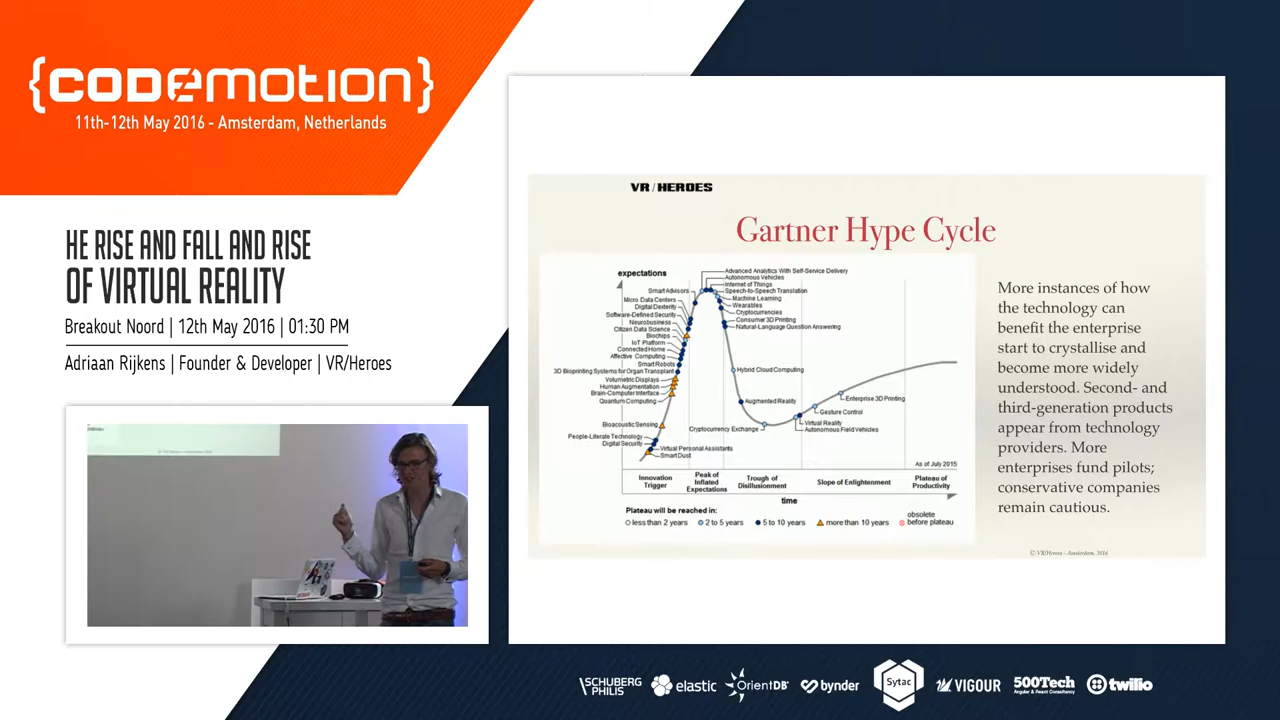 {CODEMOTION}
11th-12th May 2016 - Amsterdam, Netherlands
HE RISE AND FALL AND RISE
OF VIRTUAL REALITY
Breakout Noord | 12th May 2016 | 01:30 PM
Adriaan Rijkens | Founder & Developer | VR/Heroes
VR/HEROES
Gartner Hype Cycle
expectations
Advanced Analytics With Self-Service Delivery
Autonomous Vehicles
Internet of Things
Speech-to-Speech Translation
Machine Learning
Wearables
Cryptocurrencies
Consumer 3D Printing
Natural-Language Question Answering
Smart Advisors
Micro Data Centers
Digital Dexterity
Software-Defined Security
Neurobusiness
Citizen Data Science
Biochips
IoT Platform
Connected Home
Affective Computing
Smart Robots
3D Bioprinting Systems for Organ Transplant
Volumetric Displays
Human Augmentation
Brain-Computer Interface
Quantum Computing
Bioacoustic Sensing
People-Literate Technology
Digital Security
Virtual Personal Assistants
Smart Dust
Hybrid Cloud Computing
Augmented Reality
Cryptocurrency Exchange
Enterprise 3D Printing
Gesture Control
Virtual Reality
Autonomous Field Vehicles
As of July 2015
Innovation
Trigger
Peak of
Inflated
Expectations
Trough of
Disillusionment
Slope of Enlightenment
Plateau of
Productivity
time
Plateau will be reached in:
less than 2 years
2 to 5 years
5 to 10 years
more than 10 years
obsolete
before plateau
More instances of how
the technology can
benefit the enterprise
start to crystallise and
become more widely
understood. Second- and
third-generation products
appear from technology
providers. More
enterprises fund pilots;
conservative companies
remain cautious.
© VR/Heroes - Amsterdam, 2016
SCHUBERG
PHILIS
elastic
OrientDB
bynder
Sytac
VIGOUR
500Tech
Angular & React Consultancy
twilio